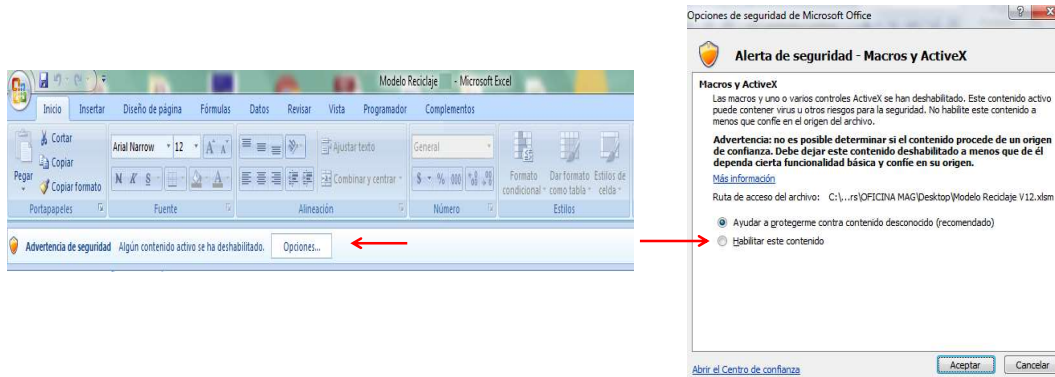 Modelo Reciclaje - Microsoft Excel
Inicio Insertar Diseño de página Fórmulas Datos Revisar Vista Programador Complementos
Pegar
Cortar
Copiar
Copiar formato
Portapapeles
Arial Narrow 12 A A
N K S A
Fuente
Ajustar texto
Combinar y centrar
Alineación
General
$ % 000
Número
Formato condicional
Dar formato como tabla
Estilos de celda
Estilos
Advertencia de seguridad Algún contenido activo se ha deshabilitado. Opciones...
Opciones de seguridad de Microsoft Office
Alerta de seguridad - Macros y ActiveX
Macros y ActiveX
Las macros y uno o varios controles ActiveX se han deshabilitado. Este contenido activo
puede contener virus u otros riesgos para la seguridad. No habilite este contenido a
menos que confíe en el origen del archivo.
Advertencia: no es posible determinar si el contenido procede de un origen
de confianza. Debe dejar este contenido deshabilitado a menos que de él
dependa cierta funcionalidad básica y confíe en su origen.
Más información
Ruta de acceso del archivo: C:\...rs\OFICINA MAG\Desktop\Modelo Reciclaje V12.xlsm
Ayudar a protegerme contra contenido desconocido (recomendado)
Habilitar este contenido
Abrir el Centro de confianza
Aceptar Cancelar